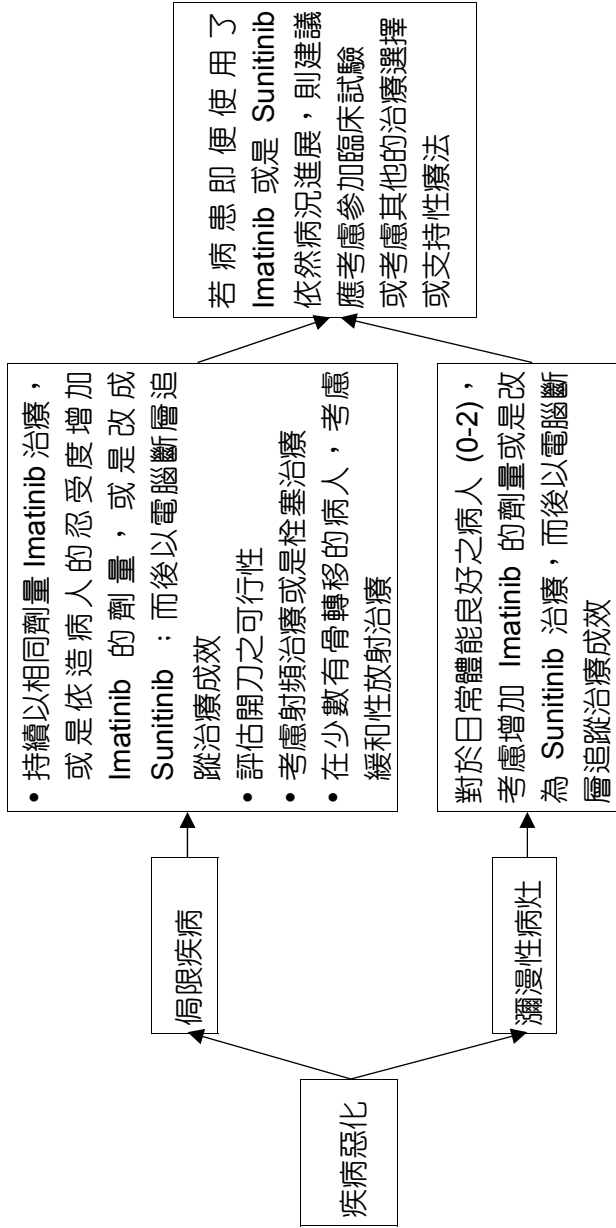 疾病惡化
侷限疾病
• 持續以相同劑量 Imatinib 治療，
或是依造病人的忍受度增加
Imatinib 的劑量，或是改成
Sunitinib；而後以電腦斷層追
蹤治療成效
• 評估開刀之可行性
• 考慮射頻治療或是栓塞治療
• 在少數有骨轉移的病人，考慮
緩和性放射治療
瀰漫性病灶
對於日常體能良好之病人 (0-2)，
考慮增加 Imatinib 的劑量或是改
為 Sunitinib 治療，而後以電腦斷
層追蹤治療成效
若病患即便使用了
Imatinib 或是 Sunitinib
依然病況進展，則建議
應考慮參加臨床試驗
或考慮其他的治療選擇
或支持性療法